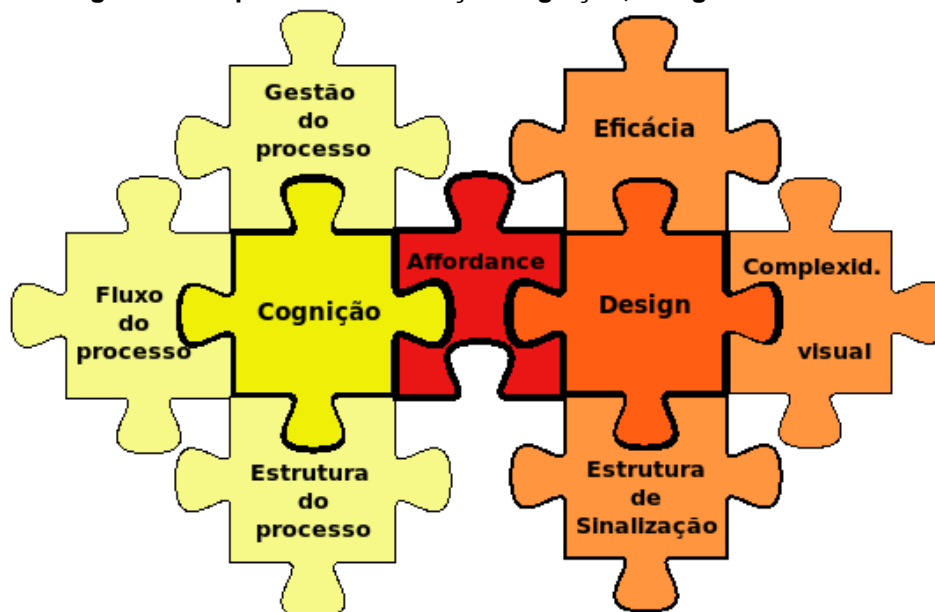 Gestão
do
processo
Eficácia
Affordance
Complexid.
visual
Fluxo
do
processo
Cognição
Design
Estrutura
do
processo
Estrutura
de
Sinalização